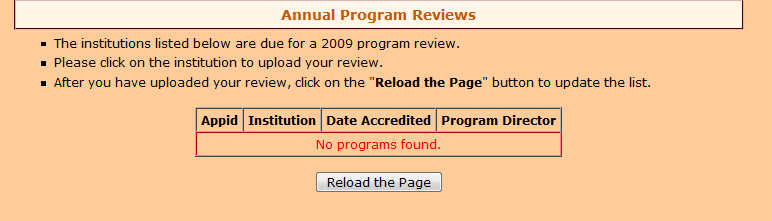 Annual Program Reviews
The institutions listed below are due for a 2009 program review.
Please click on the institution to upload your review.
After you have uploaded your review, click on the "Reload the Page" button to update the list.
Appid Institution Date Accredited Program Director
No programs found.
Reload the Page